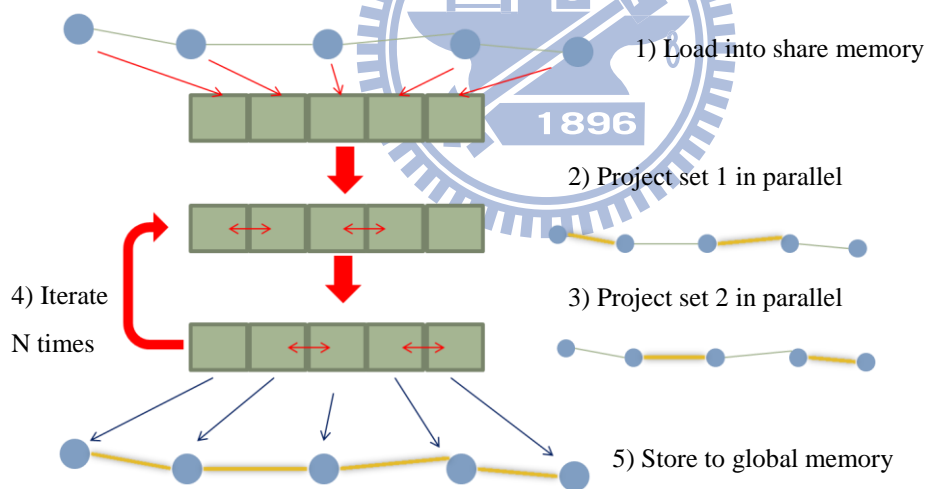 1) Load into share memory
1896
2) Project set 1 in parallel
4) Iterate
N times
3) Project set 2 in parallel
5) Store to global memory